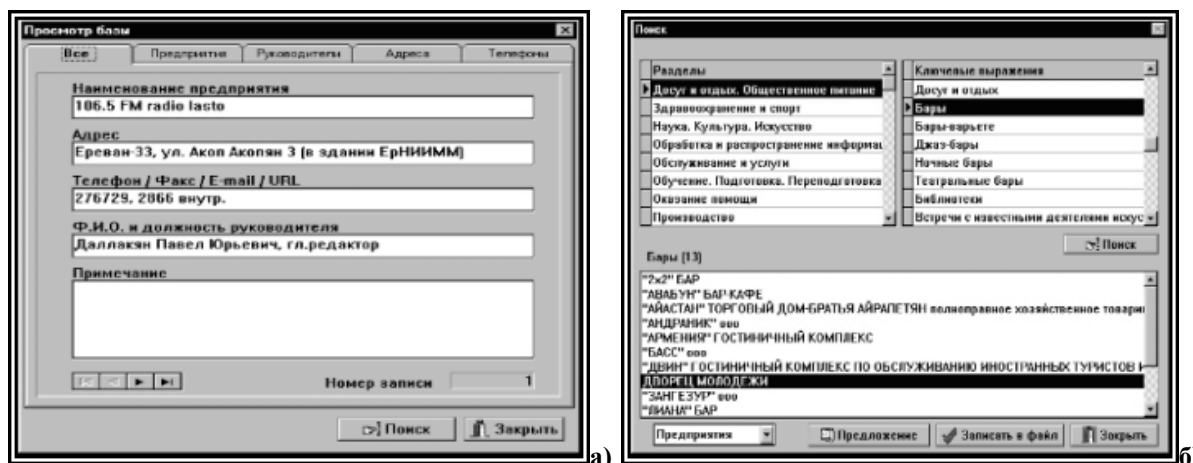 Просмотр базы
Все Предприятия Руководители Адреса Телефоны
Наименование предприятия
106.5 FM radio lasto
Адрес
Ереван-33, ул. Акоп Акопян 3 (в здании ЕрНИИММ)
Телефон / Факс / E-mail / URL
276729, 2866 внутр.
Ф.И.О. и должность руководителя
Даллакян Павел Юрьевич, гл.редактор
Примечание
Номер записи 1
Поиск Закрыть
а)
Поиск
Разделы
Досуг и отдых. Общественное питание
Здравоохранение и спорт
Наука. Культура. Искусство
Обработка и распространение информац
Обслуживание и услуги
Обучение. Подготовка. Переподготовка
Оказание помощи
Производство
Ключевые выражения
Досуг и отдых
Бары
Бары-варьете
Джаз-бары
Ночные бары
Театральные бары
Библиотеки
Встречи с известными деятелями искус
Поиск
Бары (13)
"2x2" БАР
"АВАБУН" БАР-КАФЕ
"АЙАСТАН" ТОРГОВЫЙ ДОМ-БРАТЬЯ АЙРАПЕТЯН полноправное хозяйственное товари
"АНДРАНИК" ооо
"АРМЕНИЯ" ГОСТИНИЧНЫЙ КОМПЛЕКС
"БАСС" ооо
"ДВИН" ГОСТИНИЧНЫЙ КОМПЛЕКС ПО ОБСЛУЖИВАНИЮ ИНОСТРАННЫХ ТУРИСТОВ И
ДВОРЕЦ МОЛОДЕЖИ
"ЗАНГЕЗУР" ооо
"ЛИАНА" БАР
Предприятия Предложение Записать в файл Закрыть
б)